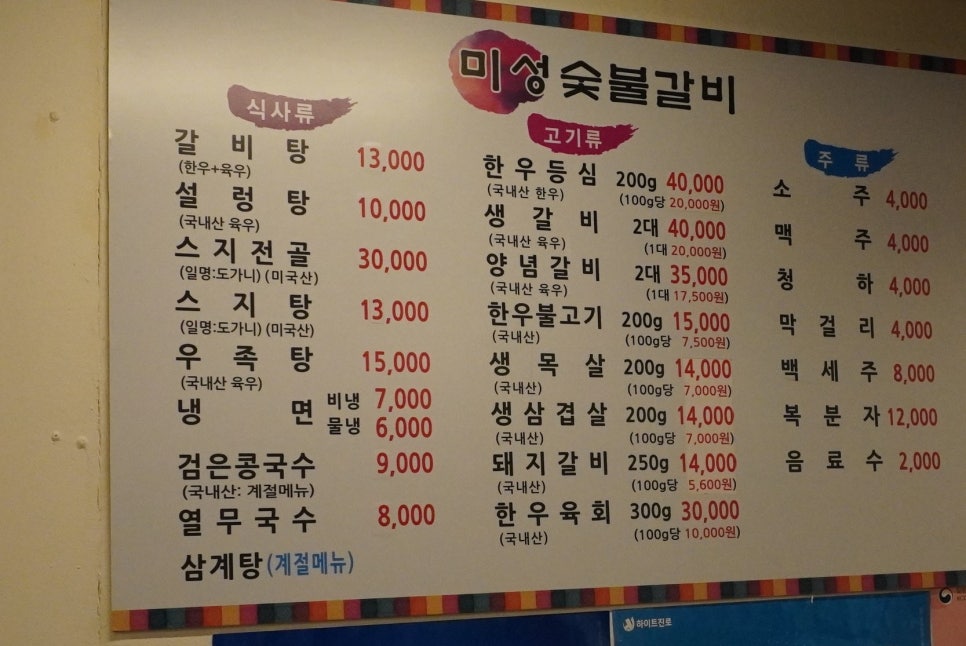 미성숯불갈비
식사류
갈비탕 13,000
(한우+육우)
설렁탕 10,000
(국내산 육우)
스지전골 30,000
(일명:도가니) (미국산)
스지탕 13,000
(일명:도가니) (미국산)
우족탕 15,000
(국내산 육우)
냉면 비냉 7,000
물냉 6,000
검은콩국수 9,000
(국내산: 계절메뉴)
열무국수 8,000
삼계탕(계절메뉴)
고기류
한우등심 200g 40,000
(국내산 한우) (100g당 20,000원)
생갈비 2대 40,000
(국내산 육우) (1대 20,000원)
양념갈비 2대 35,000
(국내산 육우) (1대 17,500원)
한우불고기 200g 15,000
(국내산) (100g당 7,500원)
생목살 200g 14,000
(국내산) (100g당 7,000원)
생삼겹살 200g 14,000
(국내산) (100g당 7,000원)
돼지갈비 250g 14,000
(국내산) (100g당 5,600원)
한우육회 300g 30,000
(국내산) (100g당 10,000원)
주류
소주 4,000
맥주 4,000
청하 4,000
막걸리 4,000
백세주 8,000
복분자 12,000
음료수 2,000
하이트진로